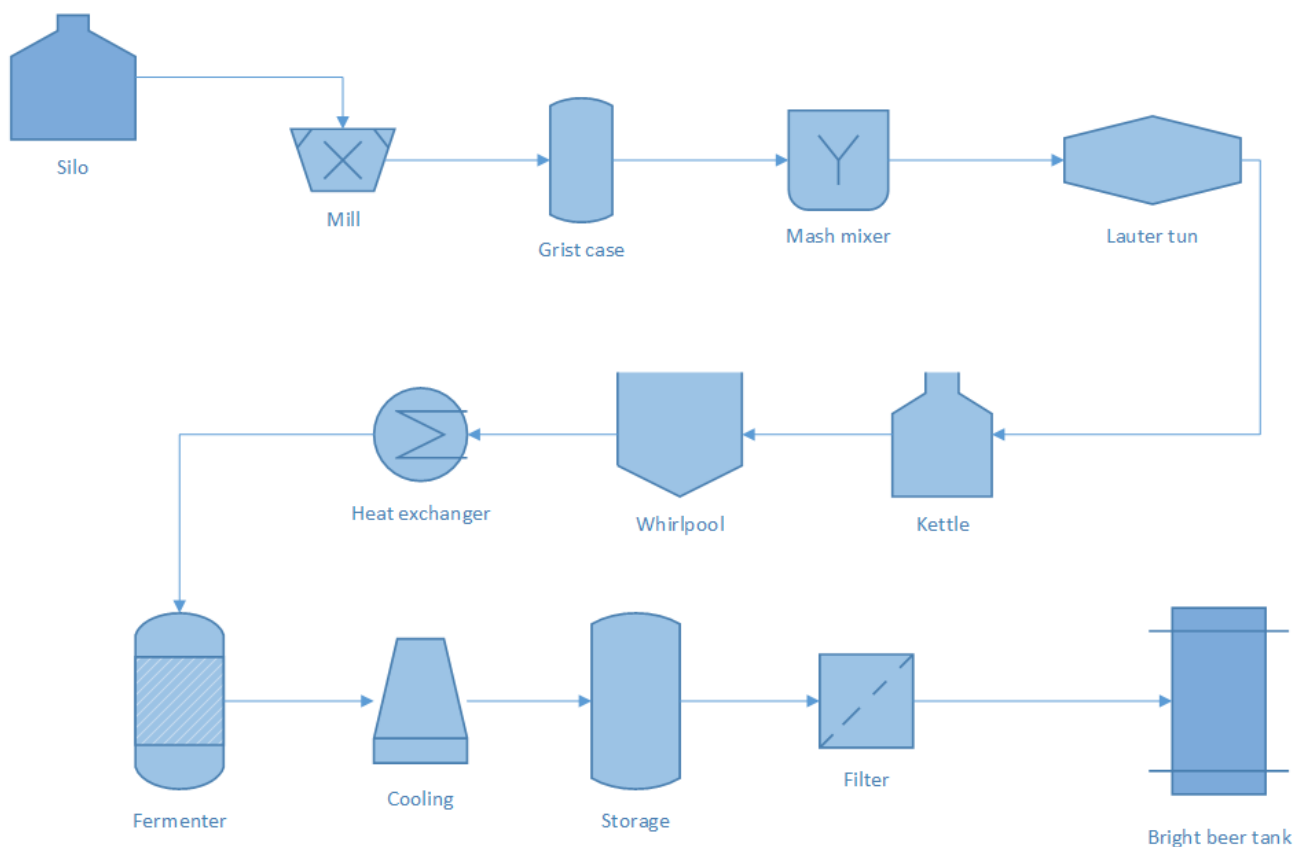 Silo
Mill
Grist case
Mash mixer
Lauter tun
Heat exchanger
Whirlpool
Kettle
Fermenter
Cooling
Storage
Filter
Bright beer tank